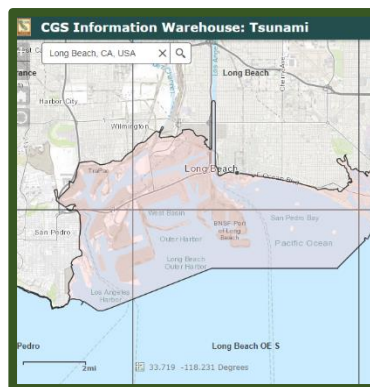 CGS Information Warehouse: Tsunami
Long Beach, CA, USA
Long Beach
Harbor City
Wilmington
Long Beach
West Basin
BNSF Port
of Long
Beach
San Pedro Bay
San Pedro
Outer Harbor
Pacific Ocean
Long Beach
Outer Harbor
Los Angeles
Harbor
Pedro
Long Beach OE S
2mi
33.719 -118.231 Degrees